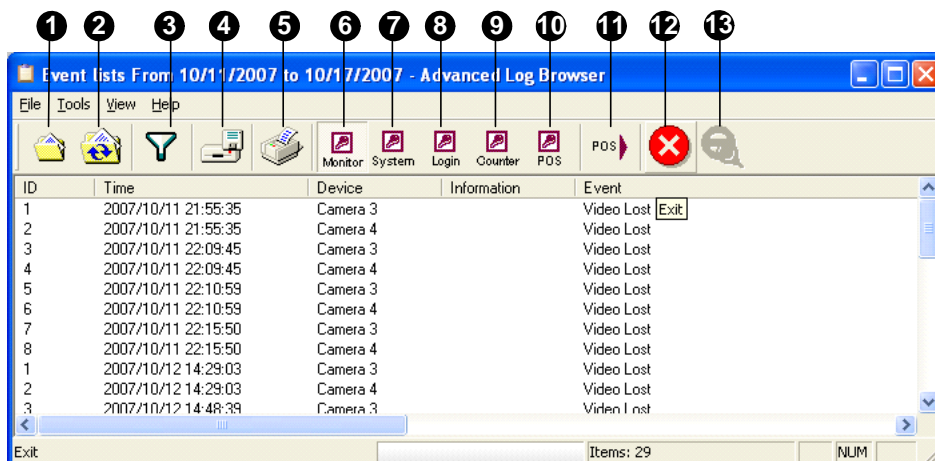 1 2 3 4 5 6 7 8 9 10 11 12 13
Event lists From 10/11/2007 to 10/17/2007 - Advanced Log Browser
File Tools View Help
Monitor System Login Counter POS POS
ID Time Device Information Event
1 2007/10/11 21:55:35 Camera 3 Video Lost Exit
2 2007/10/11 21:55:35 Camera 4 Video Lost
3 2007/10/11 22:09:45 Camera 3 Video Lost
4 2007/10/11 22:09:45 Camera 4 Video Lost
5 2007/10/11 22:10:59 Camera 3 Video Lost
6 2007/10/11 22:10:59 Camera 4 Video Lost
7 2007/10/11 22:15:50 Camera 3 Video Lost
8 2007/10/11 22:15:50 Camera 4 Video Lost
1 2007/10/12 14:29:03 Camera 3 Video Lost
2 2007/10/12 14:29:03 Camera 4 Video Lost
3 2007/10/12 14:48:39 Camera 3 Video Lost
Exit Items: 29 NUM